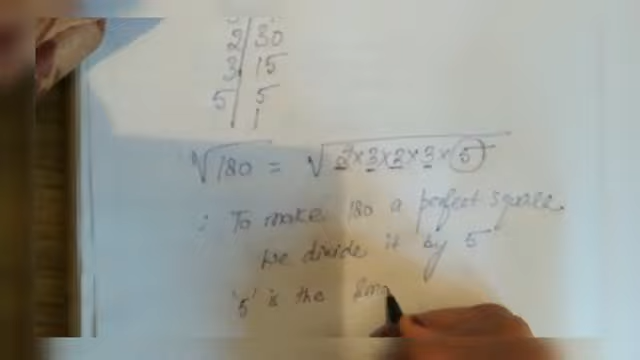 2 | 30
3 | 15
5 | 5
1
√180 = √2×3×2×3×5
∴ To make 180 a perfect square
we divide it by 5
'5' is the